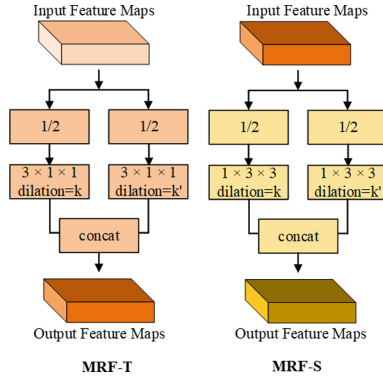 Input Feature Maps
Input Feature Maps
1/2
1/2
1/2
1/2
3 × 1 × 1
dilation=k
3 × 1 × 1
dilation=k'
1 × 3 × 3
dilation=k
1 × 3 × 3
dilation=k'
concat
concat
Output Feature Maps
Output Feature Maps
MRF-T
MRF-S